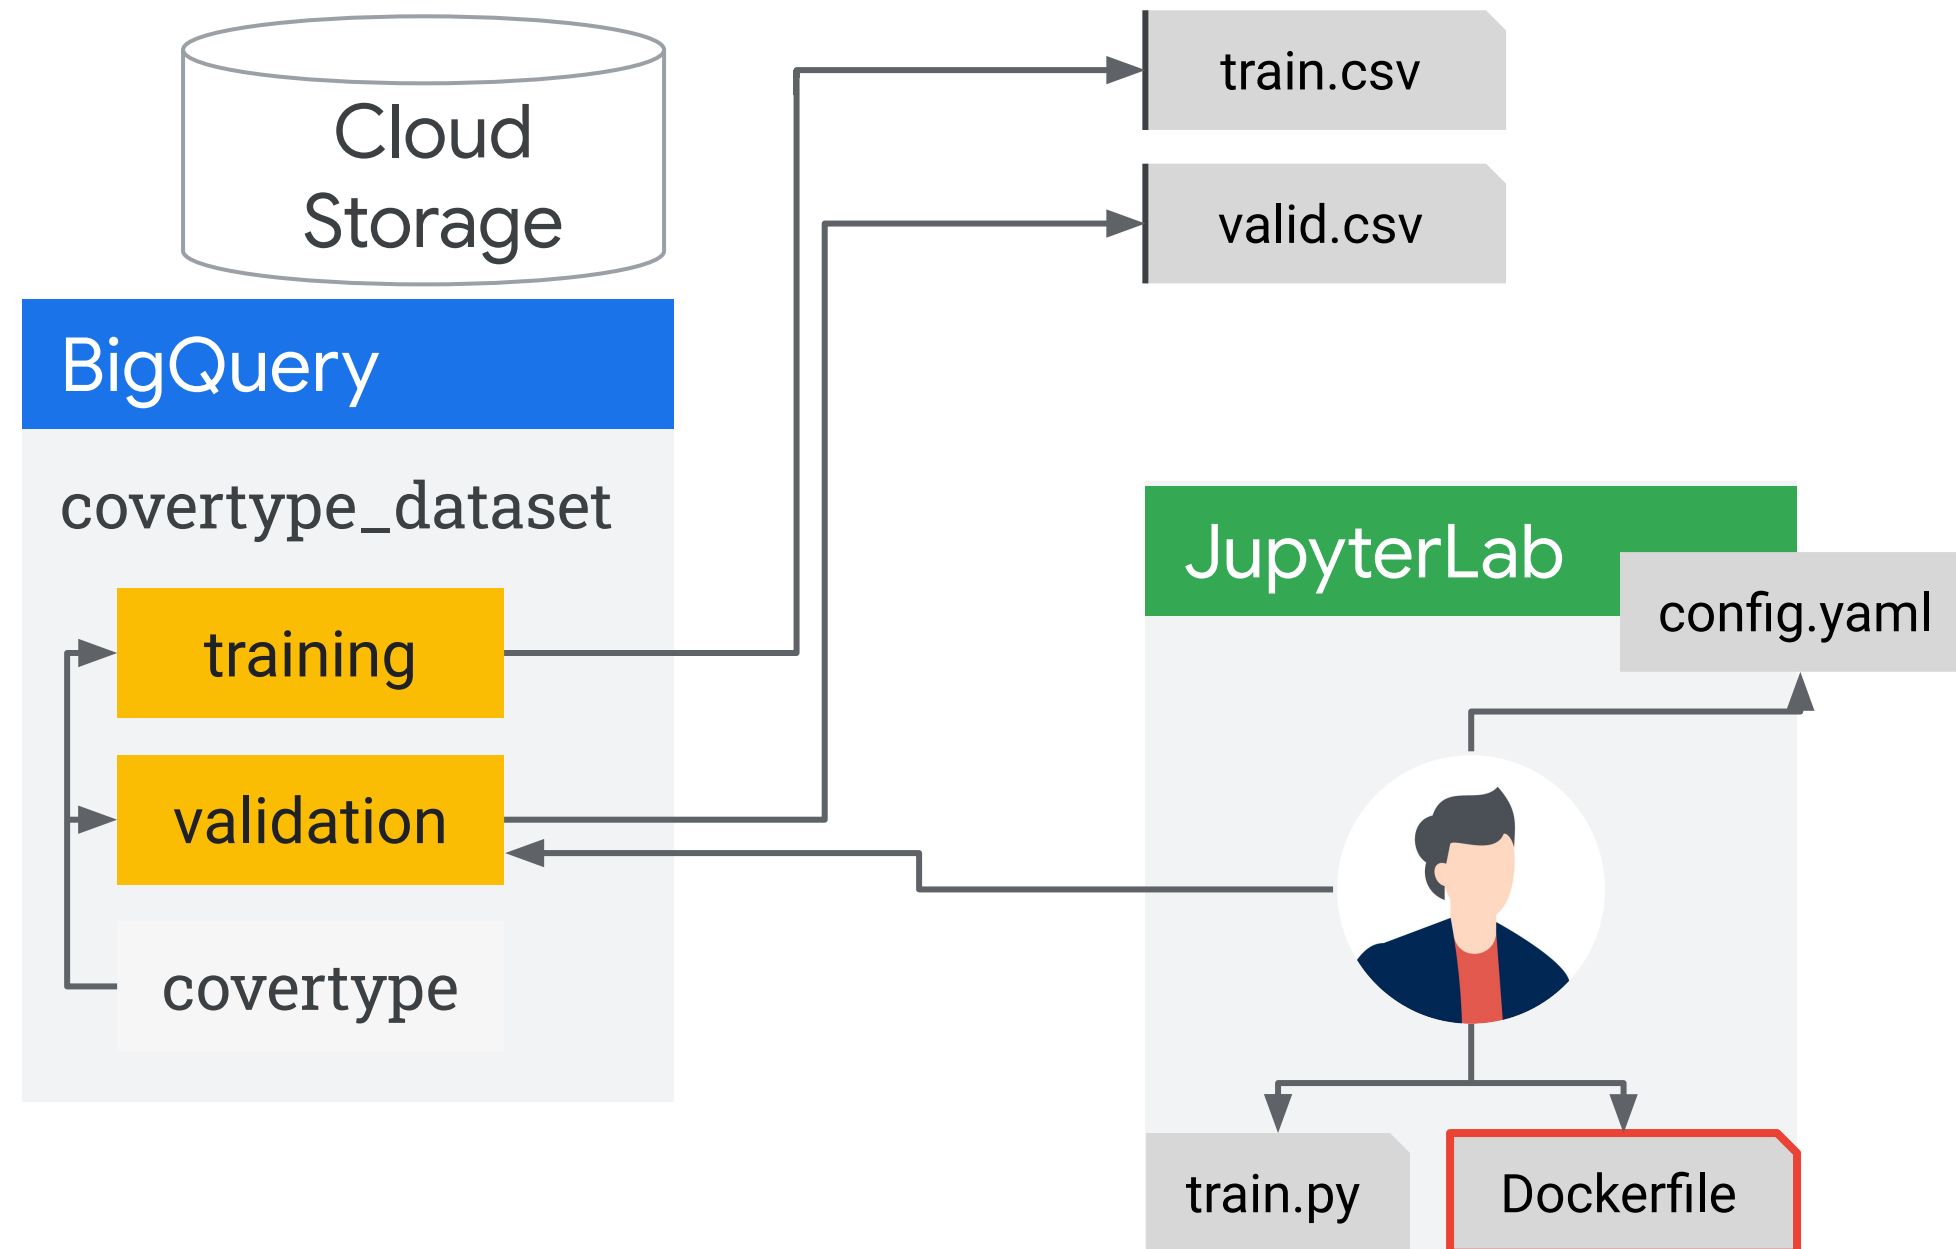 Cloud
Storage
train.csv
valid.csv
BigQuery
covertype_dataset
training
validation
covertype
JupyterLab
config.yaml
train.py
Dockerfile